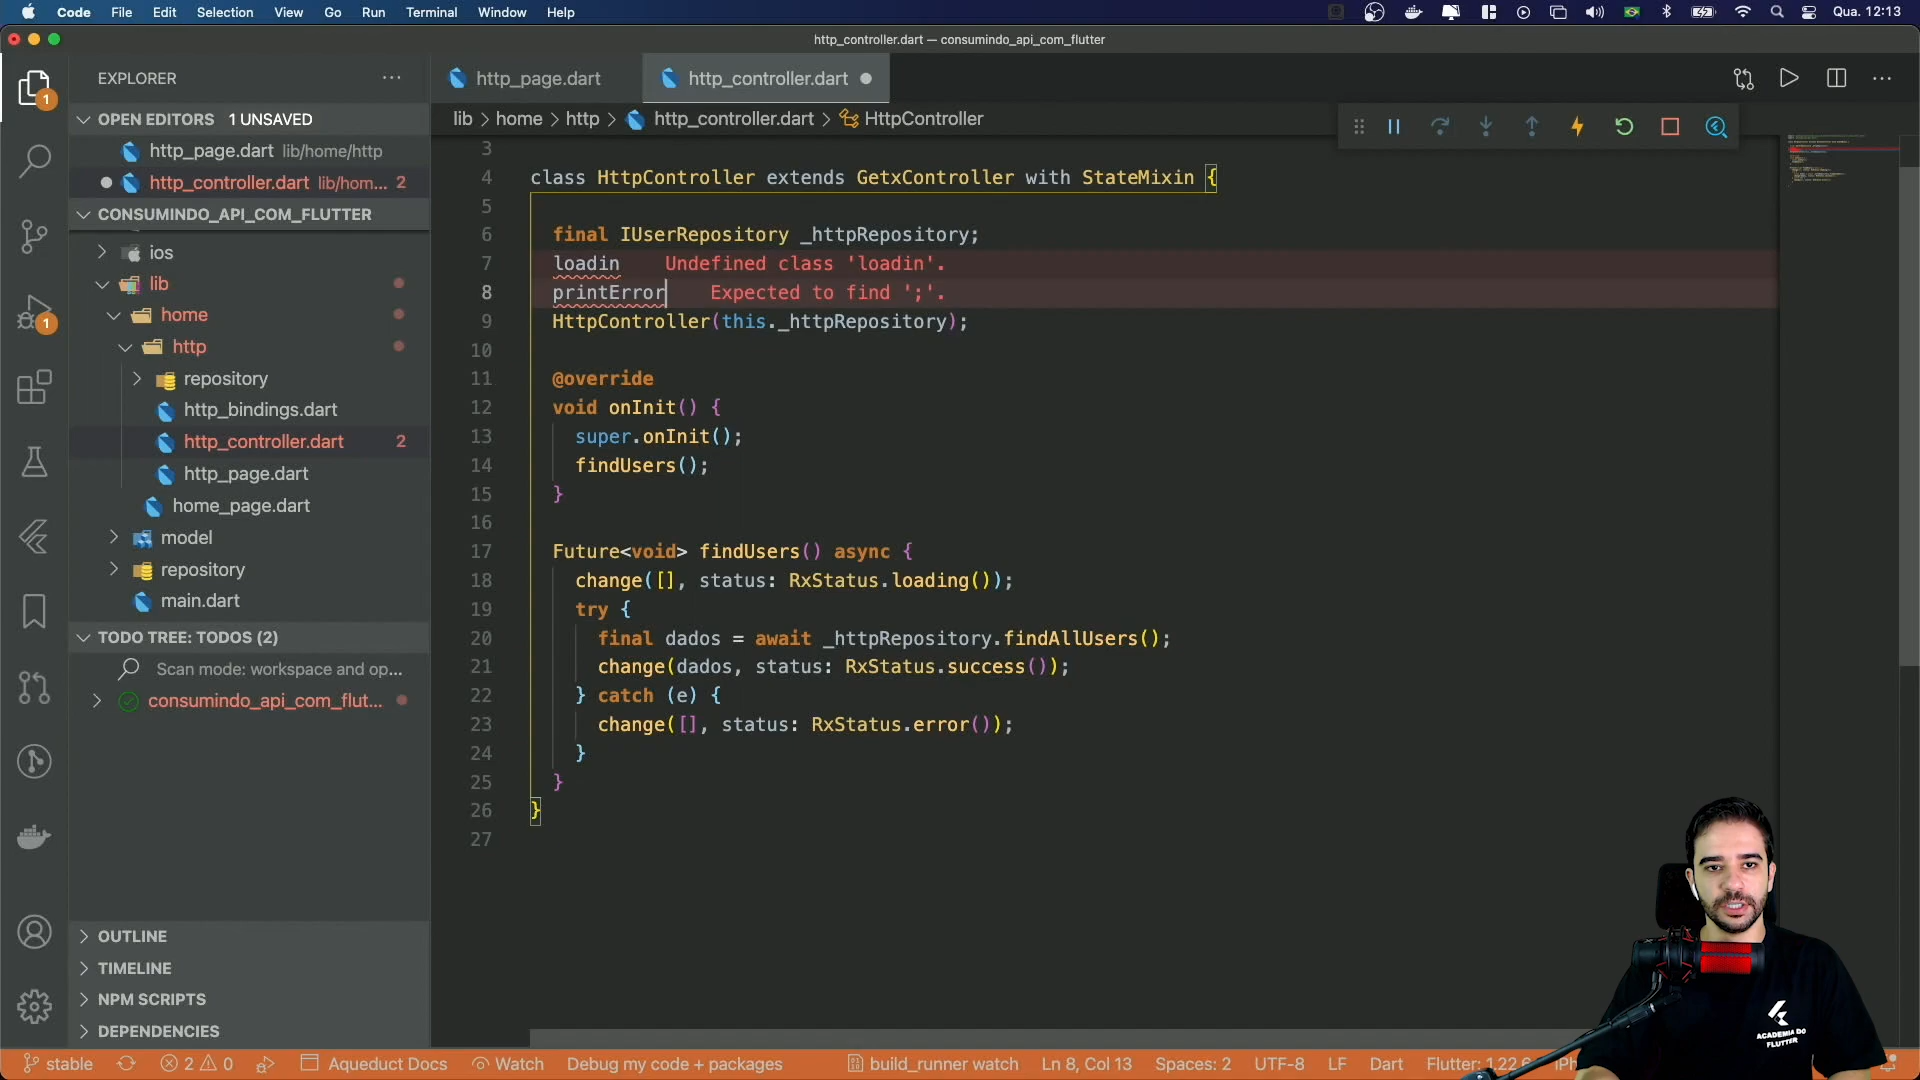 Code File Edit Selection View Go Run Terminal Window Help Qua. 12:13
http_controller.dart — consumindo_api_com_flutter
EXPLORER
http_page.dart
http_controller.dart
1
OPEN EDITORS 1 UNSAVED
lib > home > http > http_controller.dart > HttpController
http_page.dart lib/home/http
http_controller.dart lib/hom... 2
CONSUMINDO_API_COM_FLUTTER
ios
lib
home
http
repository
http_bindings.dart
http_controller.dart 2
http_page.dart
home_page.dart
model
repository
main.dart
1
TODO TREE: TODOS (2)
Scan mode: workspace and op...
consumindo_api_com_flut...
OUTLINE
TIMELINE
NPM SCRIPTS
DEPENDENCIES
3
4 class HttpController extends GetxController with StateMixin {
5
6 final IUserRepository _httpRepository;
7 loadin Undefined class 'loadin'.
8 printError Expected to find ';'.
9 HttpController(this._httpRepository);
10
11 @override
12 void onInit() {
13 super.onInit();
14 findUsers();
15 }
16
17 Future<void> findUsers() async {
18 change([], status: RxStatus.loading());
19 try {
20 final dados = await _httpRepository.findAllUsers();
21 change(dados, status: RxStatus.success());
22 } catch (e) {
23 change([], status: RxStatus.error());
24 }
25 }
26 }
27
ACADEMIA DO
FLUTTER
stable 2 0 Aqueduct Docs Watch Debug my code + packages build_runner watch Ln 8, Col 13 Spaces: 2 UTF-8 LF Dart Flutter: 1.22.6